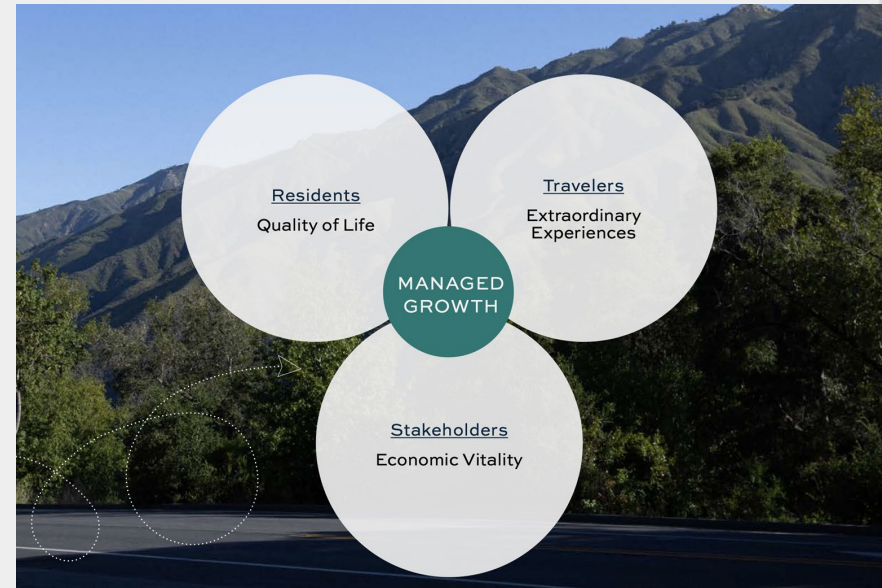 Residents
Quality of Life
Travelers
Extraordinary
Experiences
MANAGED
GROWTH
Stakeholders
Economic Vitality